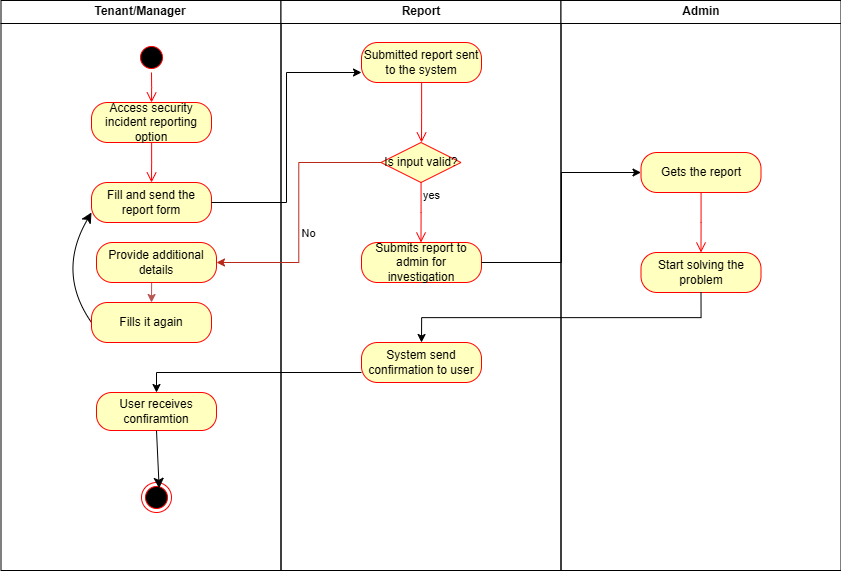 Tenant/Manager
Report
Admin
Access security
incident reporting
option
Fill and send the
report form
Provide additional
details
Fills it again
User receives
confiramtion
Submitted report sent
to the system
Is input valid?
No
yes
Submits report to
admin for
investigation
System send
confirmation to user
Gets the report
Start solving the
problem